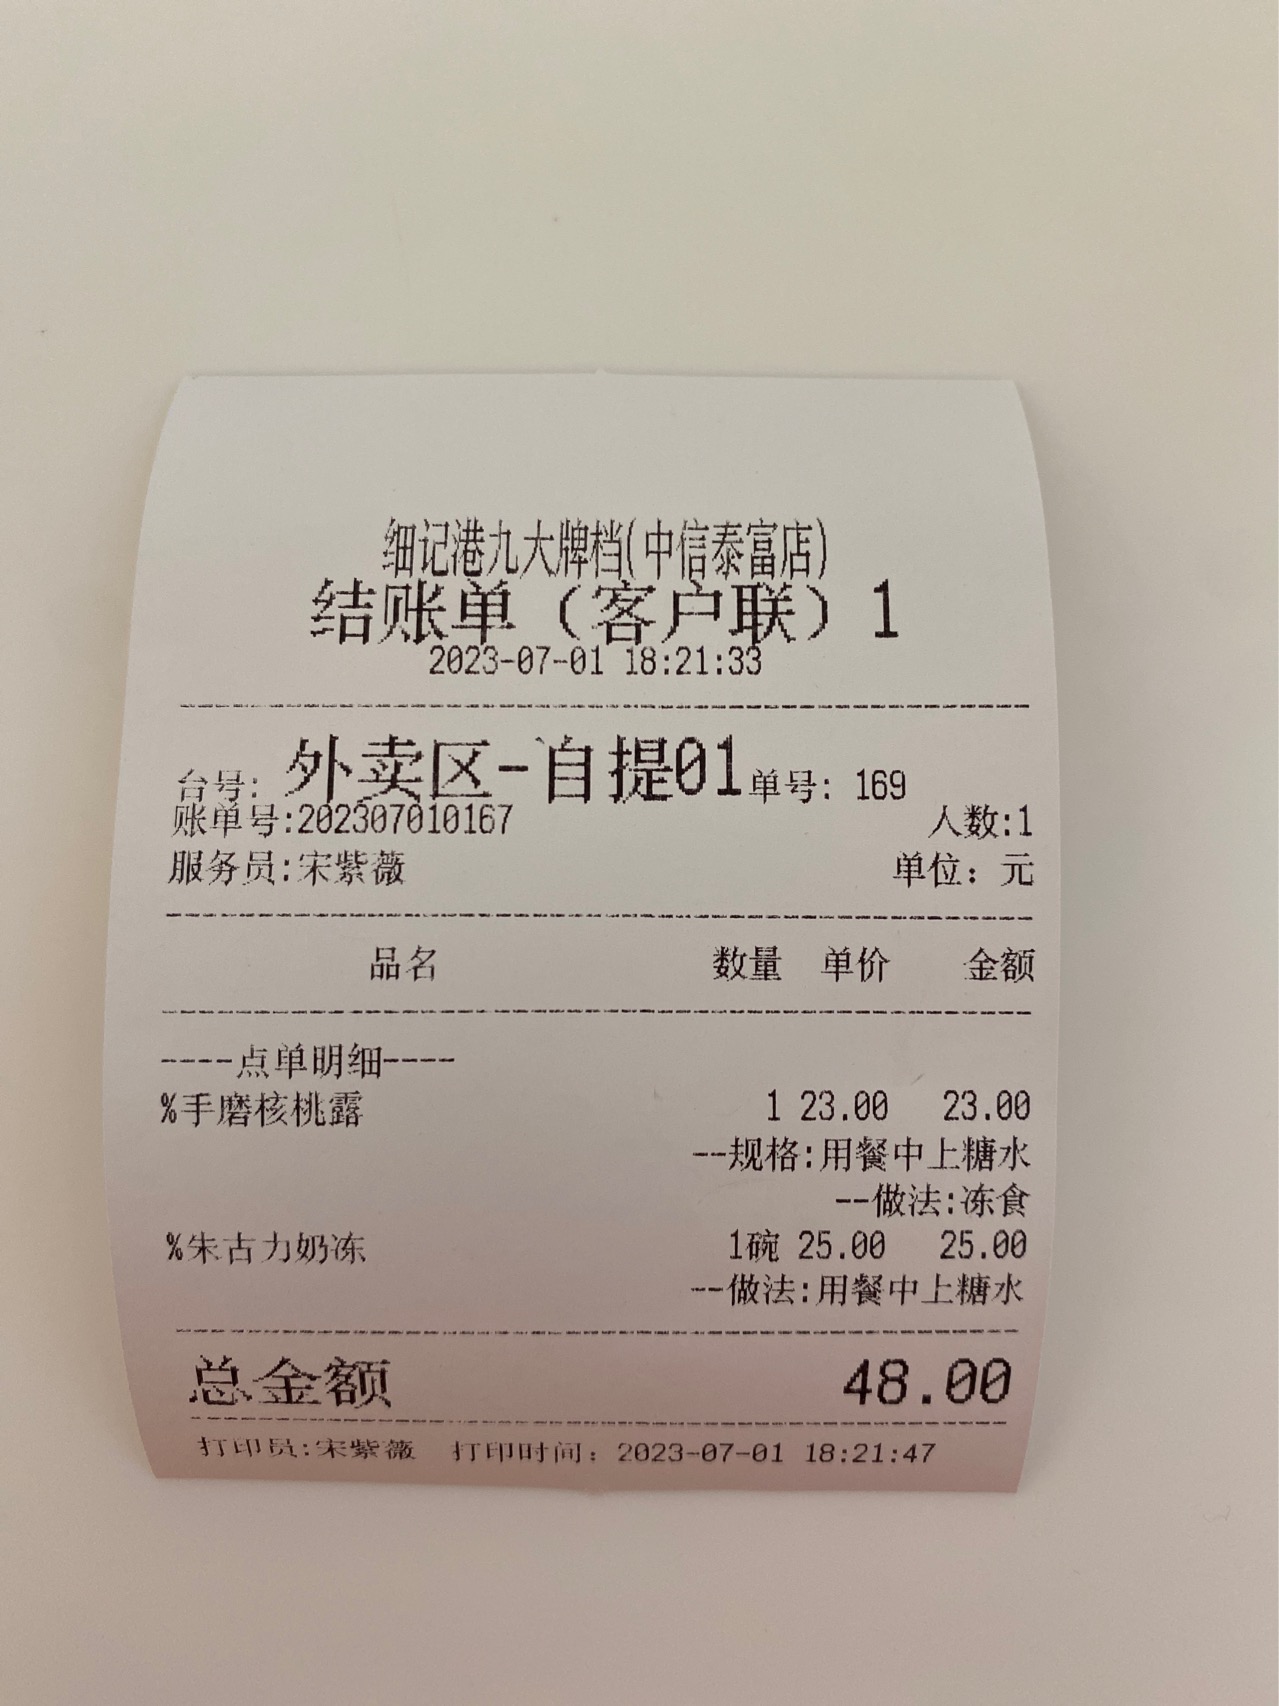 细记港九大牌档(中信泰富店)
结账单（客户联）1
2023-07-01 18:21:33
台号: 外卖区-自提01 单号: 169
账单号:202307010167 人数:1
服务员:宋紫薇 单位: 元
品名 数量 单价 金额
----点单明细----
%手磨核桃露 1 23.00 23.00
--规格:用餐中上糖水
--做法:冻食
%朱古力奶冻 1碗 25.00 25.00
--做法:用餐中上糖水
总金额 48.00
打印员:宋紫薇 打印时间: 2023-07-01 18:21:47